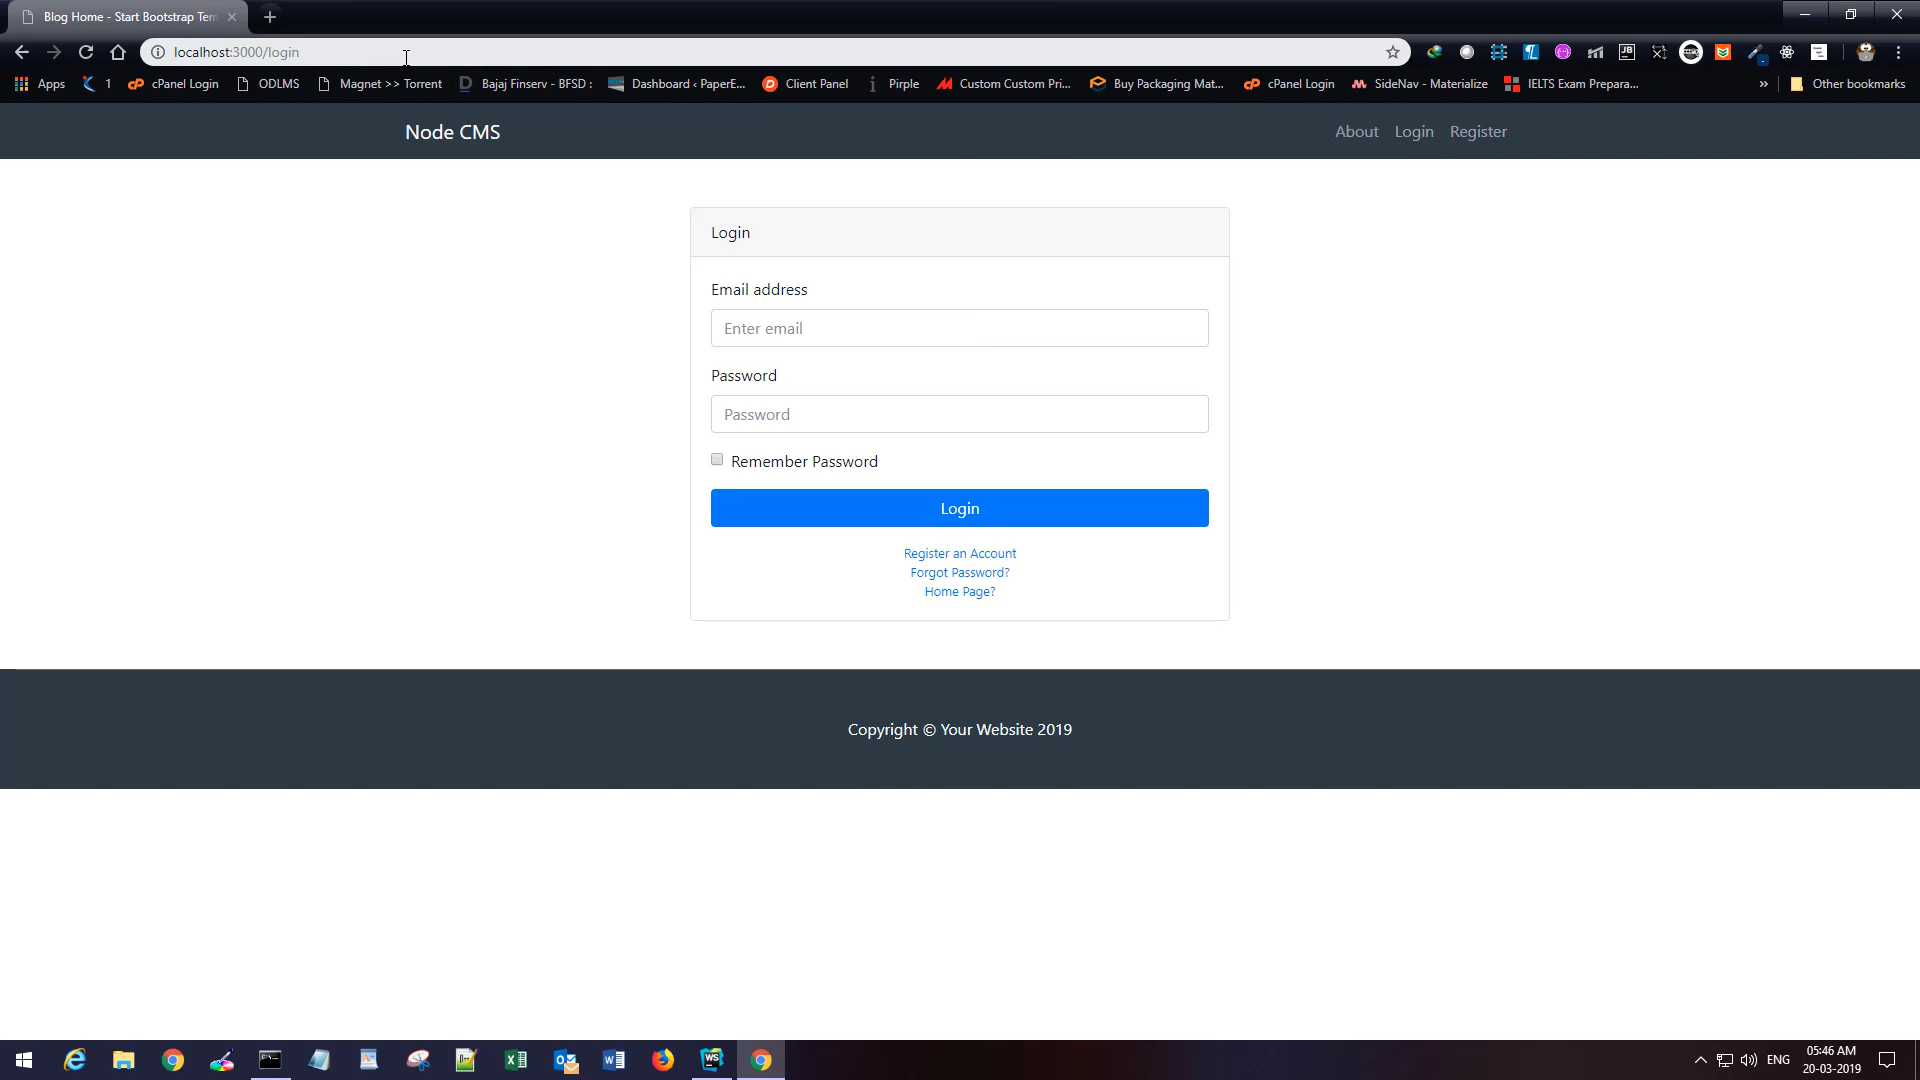 Blog Home - Start Bootstrap Tem
localhost:3000/login
Apps 1 cPanel Login ODLMS Magnet >> Torrent Bajaj Finserv - BFSD : Dashboard ‹ PaperE... Client Panel Pirple Custom Custom Pri... Buy Packaging Mat... cPanel Login SideNav - Materialize IELTS Exam Prepara... » Other bookmarks
Node CMS About Login Register
Login
Email address
Enter email
Password
Password
Remember Password
Login
Register an Account
Forgot Password?
Home Page?
Copyright © Your Website 2019
ENG 05:46 AM
20-03-2019